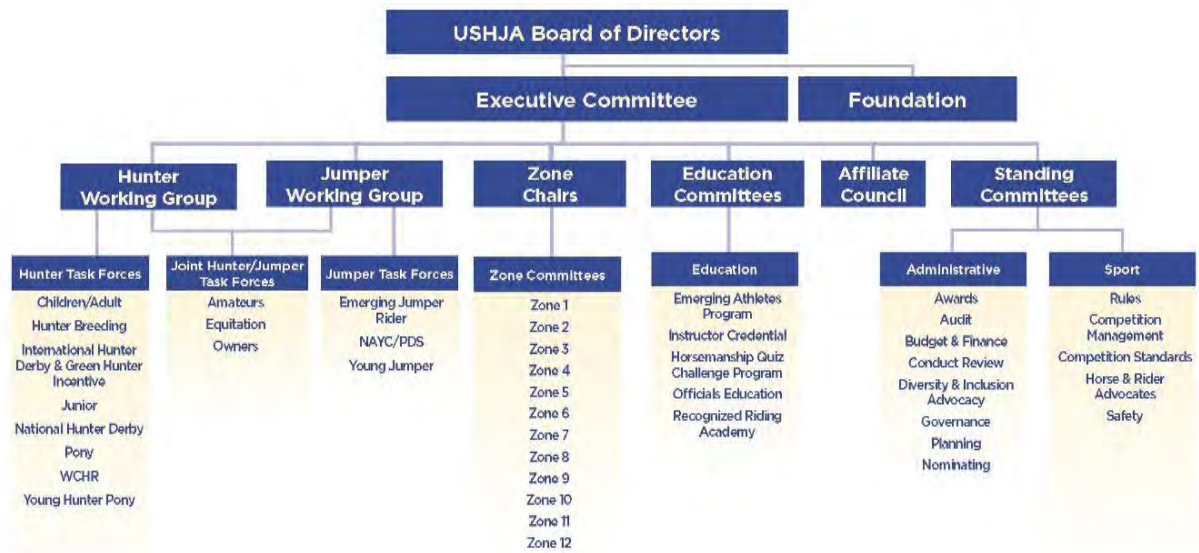 USHJA Board of Directors
Executive Committee
Foundation
Hunter
Working Group
Jumper
Working Group
Zone
Chairs
Education
Committees
Affiliate
Council
Standing
Committees
Hunter Task Forces
Children/Adult
Hunter Breeding
International Hunter
Derby & Green Hunter
Incentive
Junior
National Hunter Derby
Pony
WCHR
Young Hunter Pony
Joint Hunter/Jumper
Task Forces
Amateurs
Equitation
Owners
Jumper Task Forces
Emerging Jumper
Rider
NAYC/PDS
Young Jumper
Zone Committees
Zone 1
Zone 2
Zone 3
Zone 4
Zone 5
Zone 6
Zone 7
Zone 8
Zone 9
Zone 10
Zone 11
Zone 12
Education
Emerging Athletes
Program
Instructor Credential
Horsemanship Quiz
Challenge Program
Officials Education
Recognized Riding
Academy
Administrative
Awards
Audit
Budget & Finance
Conduct Review
Diversity & Inclusion
Advocacy
Governance
Planning
Nominating
Sport
Rules
Competition
Management
Competition Standards
Horse & Rider
Advocates
Safety